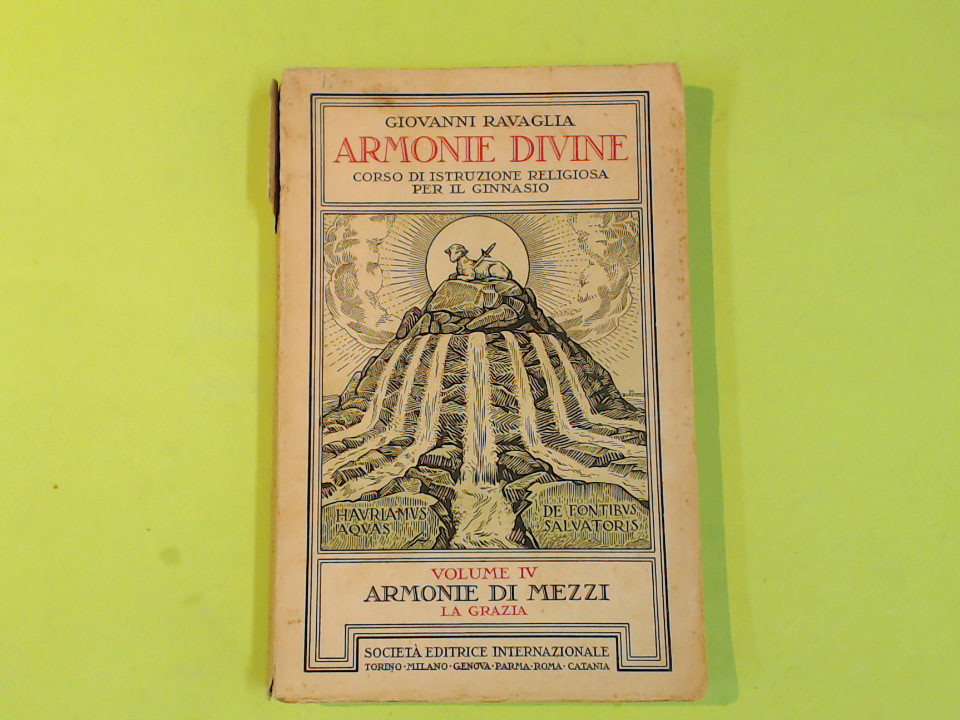 GIOVANNI RAVAGLIA
ARMONIE DIVINE
CORSO DI ISTRUZIONE RELIGIOSA
PER IL GINNASIO
HAVRIAMVS
AQVAS
DE FONTIBVS
SALVATORIS
VOLUME IV
ARMONIE DI MEZZI
LA GRAZIA
SOCIETÀ EDITRICE INTERNAZIONALE
TORINO · MILANO · GENOVA · PARMA · ROMA · CATANIA